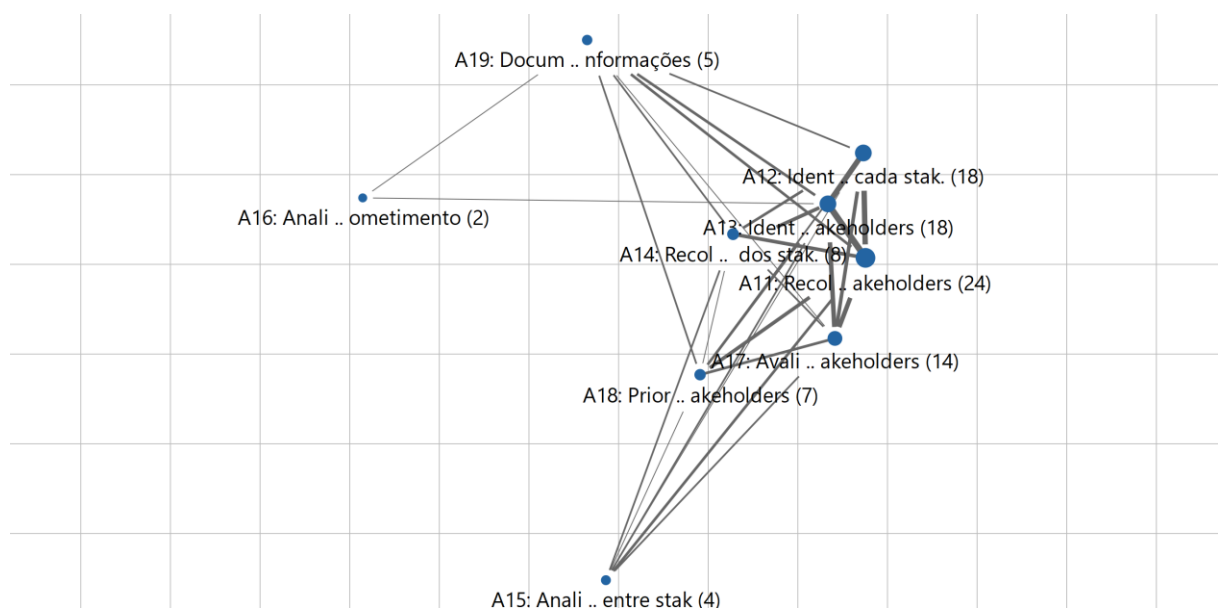 A19: Docum .. nformações (5)
A12: Ident .. cada stak. (18)
A16: Anali .. ometimento (2)
A13: Ident .. akeholders (18)
A14: Recol .. dos stak. (8)
A11: Recol .. akeholders (24)
A17: Avali .. akeholders (14)
A18: Prior .. akeholders (7)
A15: Anali .. entre stak (4)